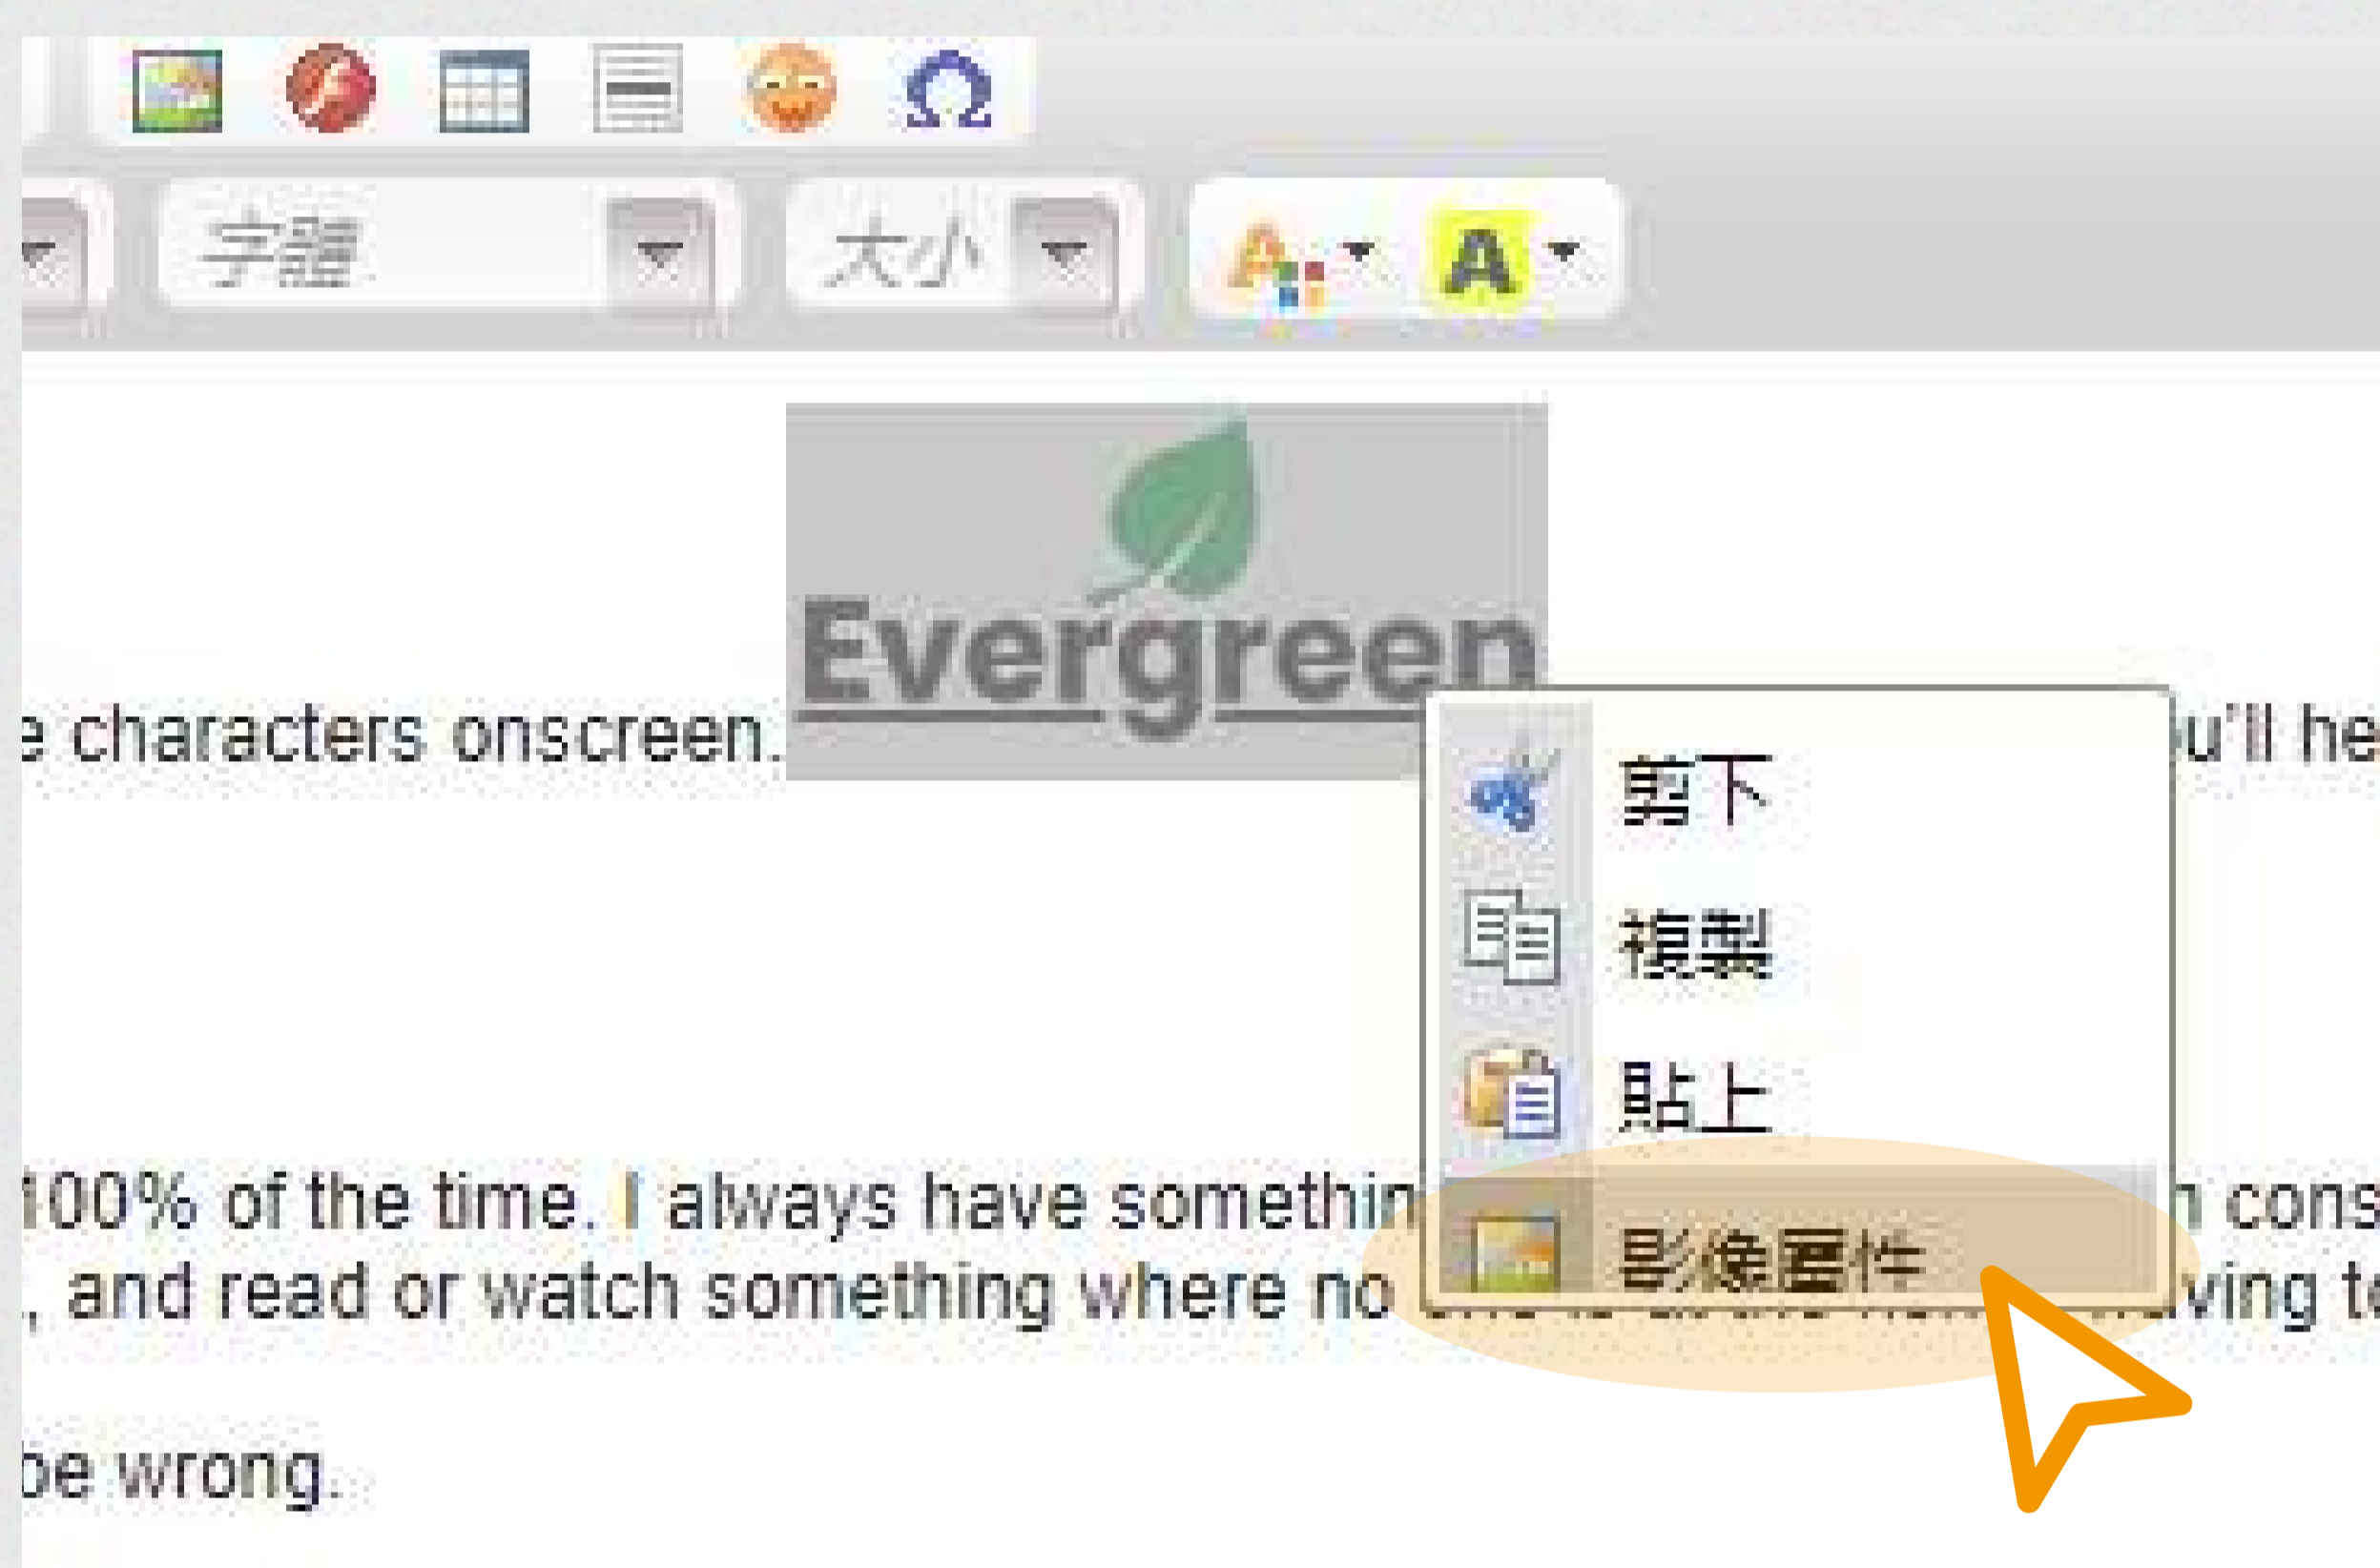 字體 大小 A A
Evergreen
e characters onscreen. u'll he
剪下
複製
貼上
影像屬性
100% of the time. I always have somethin n cons
, and read or watch something where no ving t
be wrong.